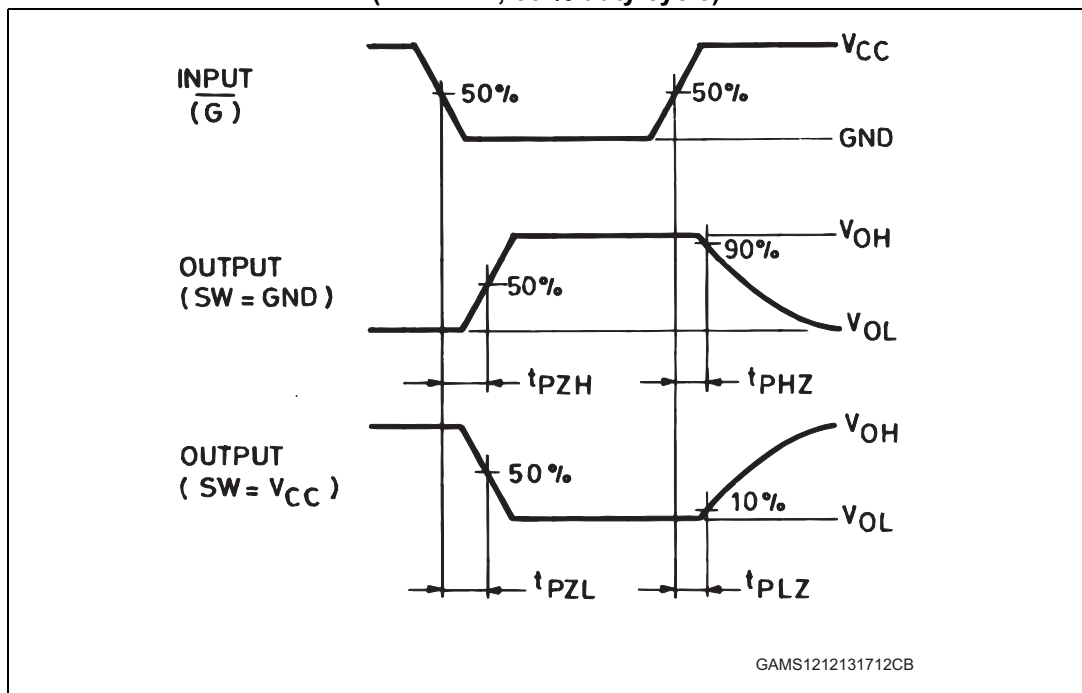 INPUT
(G̅)
50%
50%
VCC
GND
OUTPUT
(SW = GND)
50%
90%
VOH
VOL
tPZH
tPHZ
OUTPUT
(SW = VCC)
50%
10%
VOH
VOL
tPZL
tPLZ
GAMS1212131712CB